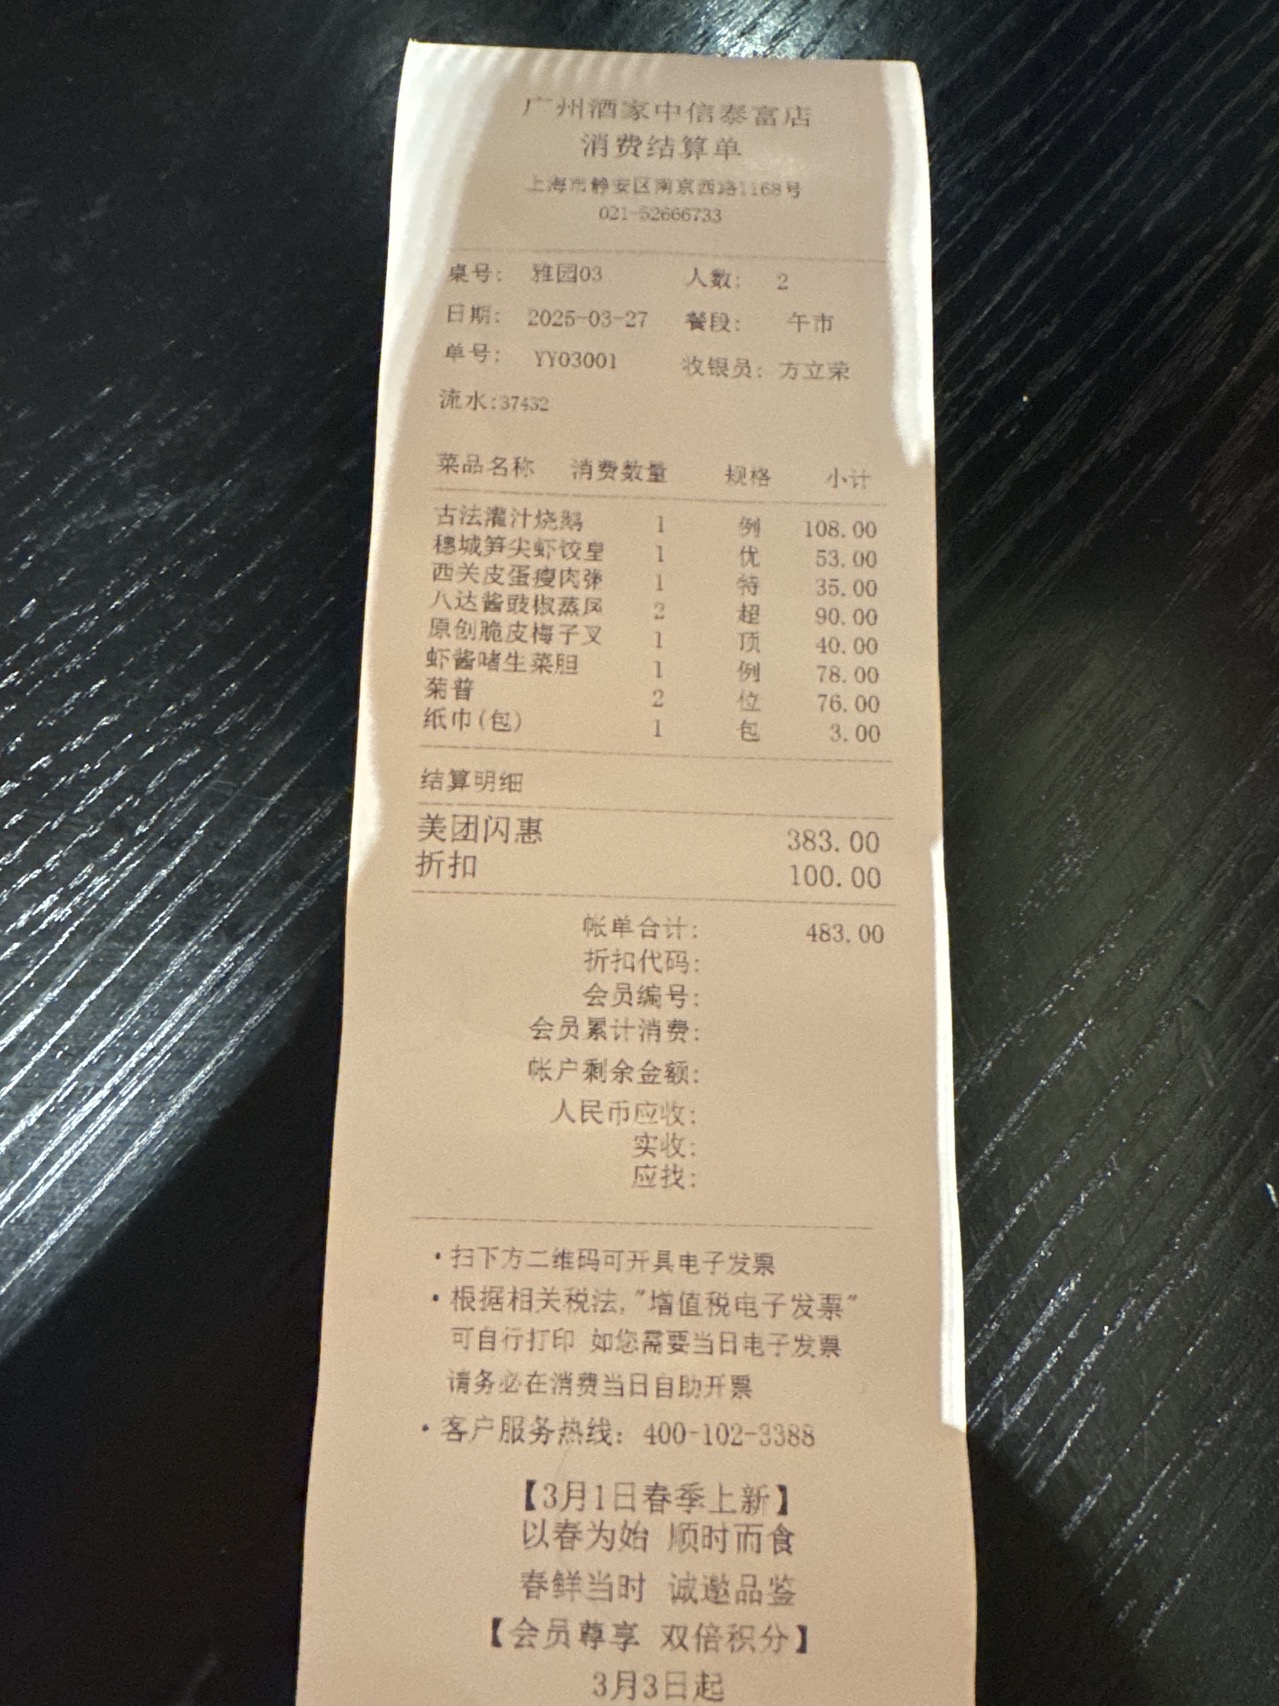 广州酒家中信泰富店
消费结算单
上海市静安区南京西路1168号
021-52666733
桌号: 雅园03 人数: 2
日期: 2025-03-27 餐段: 午市
单号: YY03001 收银员: 方立荣
流水:37432
菜品名称 消费数量 规格 小计
古法灌汁烧鹅 1 例 108.00
穗城笋尖虾饺皇 1 优 53.00
西关皮蛋瘦肉粥 1 特 35.00
八达酱豉椒蒸凤 2 超 90.00
原创脆皮梅子叉 1 顶 40.00
虾酱啫生菜胆 1 例 78.00
菊普 2 位 76.00
纸巾(包) 1 包 3.00
结算明细
美团闪惠 383.00
折扣 100.00
帐单合计: 483.00
折扣代码:
会员编号:
会员累计消费:
帐户剩余金额:
人民币应收:
实收:
应找:
·扫下方二维码可开具电子发票
·根据相关税法,"增值税电子发票"
可自行打印 如您需要当日电子发票
请务必在消费当日自助开票
·客户服务热线: 400-102-3388
【3月1日春季上新】
以春为始 顺时而食
春鲜当时 诚邀品鉴
【会员尊享 双倍积分】
3月3日起